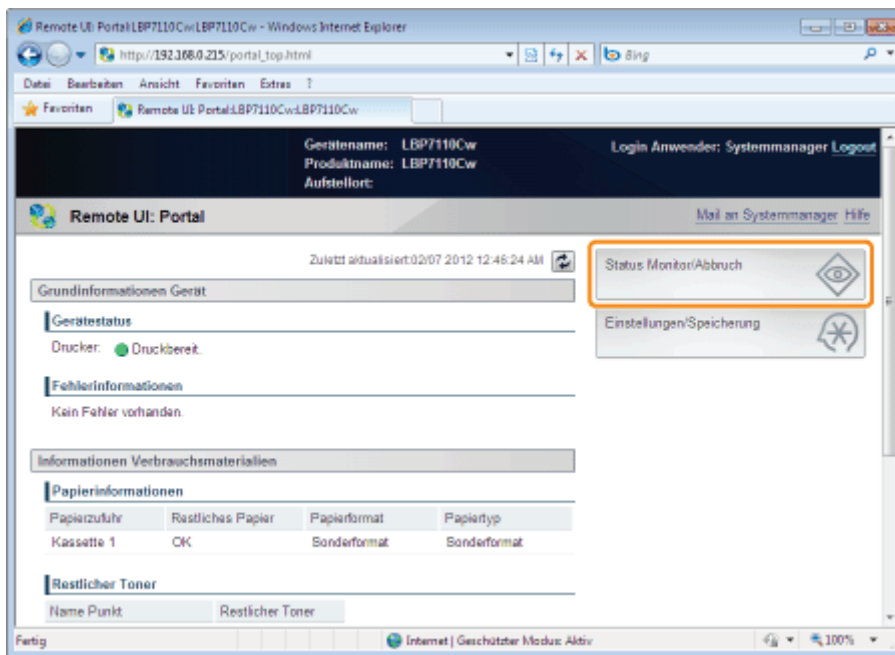 Remote UI: Portal:LBP7110Cw:LBP7110Cw - Windows Internet Explorer
http://192.168.0.215/portal_top.html
Bing
Datei Bearbeiten Ansicht Favoriten Extras ?
Favoriten Remote UI: Portal:LBP7110Cw:LBP7110Cw
Gerätename: LBP7110Cw
Login Anwender: Systemmanager Logout
Produktname: LBP7110Cw
Aufstellort:
Remote UI: Portal
Mail an Systemmanager Hilfe
Zuletzt aktualisiert:02/07 2012 12:46:24 AM
Status Monitor/Abbruch
Grundinformationen Gerät
Einstellungen/Speicherung
Gerätestatus
Drucker: Druckbereit.
Fehlerinformationen
Kein Fehler vorhanden.
Informationen Verbrauchsmaterialien
Papierinformationen
Papierzufuhr Restliches Papier Papierformat Papiertyp
Kassette 1 OK Sonderformat Sonderformat
Restlicher Toner
Name Punkt Restlicher Toner
Fertig Internet | Geschützter Modus: Aktiv 100%